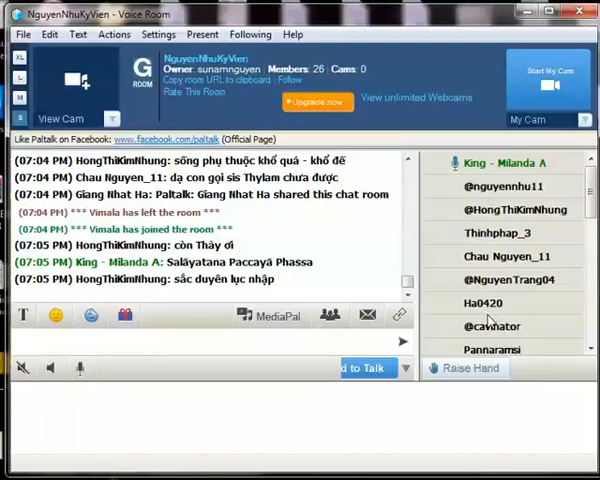 NguyenNhuKyVien - Voice Room
File Edit Text Actions Settings Present Following Help
XL
L
M
S
View Cam
G
ROOM
NguyenNhuKyVien
Owner: sunamnguyen | Members: 26 | Cams: 0
Copy room URL to clipboard | Follow
Rate This Room
Upgrade now
View unlimited Webcams
Start My Cam
My Cam
Like Paltalk on Facebook: www.facebook.com/paltalk (Official Page)
(07:04 PM) HongThiKimNhung: sống phụ thuộc khổ quá - khổ đế
(07:04 PM) Chau Nguyen_11: dạ con gọi sis Thylam chưa được
(07:04 PM) Giang Nhat Ha: Paltalk: Giang Nhat Ha shared this chat room
(07:04 PM) *** Vimala has left the room ***
(07:04 PM) *** Vimala has joined the room ***
(07:05 PM) HongThiKimNhung: còn Thày ơi
(07:05 PM) King - Milanda A: Saḷāyatana Paccayā Phassa
(07:05 PM) HongThiKimNhung: sắc duyên lục nhập
King - Milanda A
@nguyennhu11
@HongThiKimNhung
Thinhphap_3
Chau Nguyen_11
@NguyenTrang04
Ha0420
Pannaramsi
T
MediaPal
d to Talk
Raise Hand